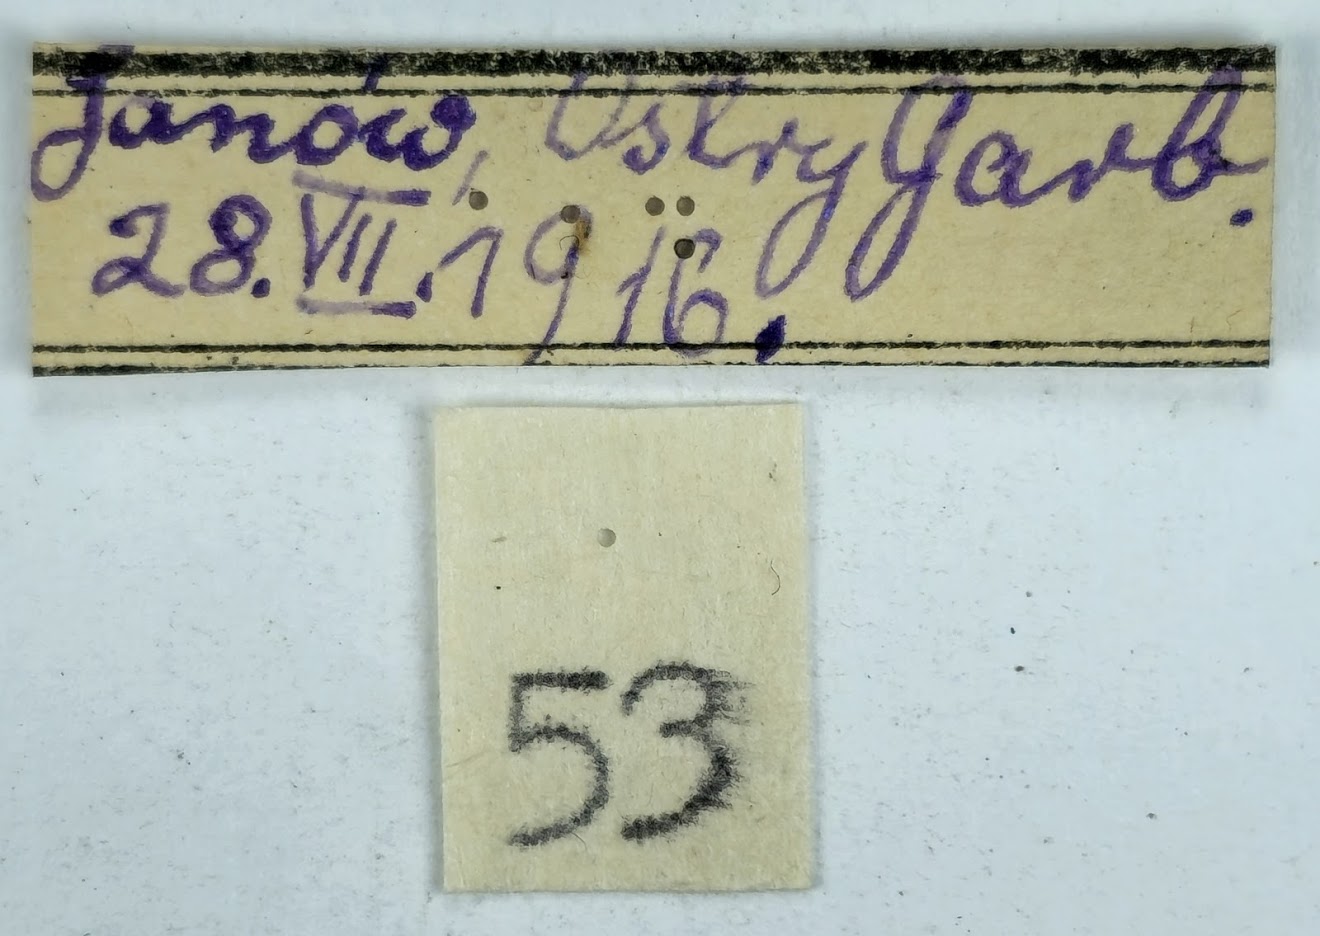 Janów, Ostry Garb.
28.VII.1916.
53